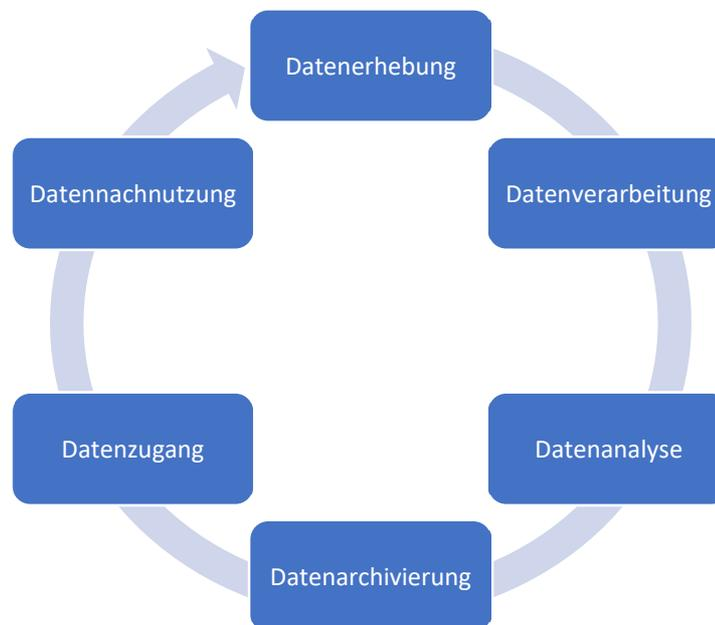 Datenerhebung
Datenverarbeitung
Datenanalyse
Datenarchivierung
Datenzugang
Datennachnutzung